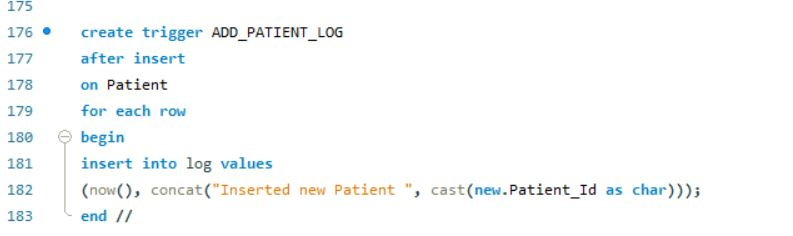 175
176 create trigger ADD_PATIENT_LOG
177 after insert
178 on Patient
179 for each row
180 begin
181 insert into log values
182 (now(), concat("Inserted new Patient ", cast(new.Patient_Id as char)));
183 end //